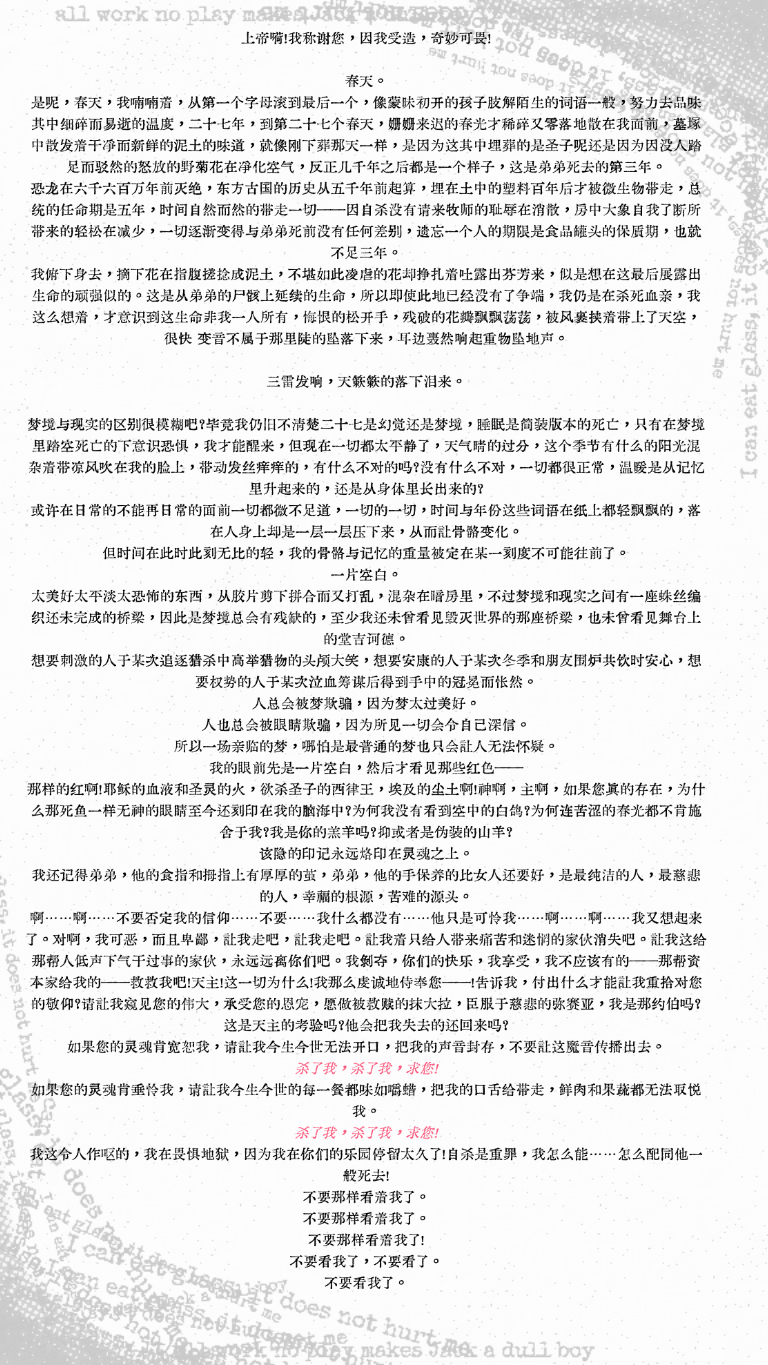 all work no play makes Jack a dull boy
上帝啊!我称谢您，因我受造，奇妙可畏!
春天。
是呢，春天，我喃喃着，从第一个字母滚到最后一个，像蒙昧初开的孩子肢解陌生的词语一般，努力去品味
其中细碎而易逝的温度，二十七年，到第二十七个春天，姗姗来迟的春光才稀碎又零落地散在我面前，墓冢
中散发着干净而新鲜的泥土的味道，就像刚下葬那天一样，是因为这其中埋葬的是圣子呢还是因为因没人踏
足而驳然的怒放的野菊花在净化空气，反正几千年之后都是一个样子，这是弟弟死去的第三年。
恐龙在六千六百万年前灭绝，东方古国的历史从五千年前起算，埋在土中的塑料百年后才被微生物带走，总
统的任命期是五年，时间自然而然的带走一切——因自杀没有请来牧师的耻辱在消散，房中大象自我了断所
带来的轻松在减少，一切逐渐变得与弟弟死前没有任何差别，遗忘一个人的期限是食品罐头的保质期，也就
不足三年。
我俯下身去，摘下花在指腹搓捻成泥土，不堪如此凌虐的花却挣扎着吐露出芬芳来，似是想在这最后展露出
生命的顽强似的。这是从弟弟的尸骸上延续的生命，所以即使此地已经没有了争端，我仍是在杀死血亲，我
这么想着，才意识到这生命非我一人所有，悔恨的松开手，残破的花瓣飘飘荡荡，被风裹挟着带上了天空，
很快 变音不属于那里陡的坠落下来，耳边轰然响起重物坠地声。
三雷发响，天簌簌的落下泪来。
梦境与现实的区别很模糊吧?毕竟我仍旧不清楚二十七是幻觉还是梦境，睡眠是简装版本的死亡，只有在梦境
里踏空死亡的下意识恐惧，我才能醒来，但现在一切都太平静了，天气晴的过分，这个季节有什么的阳光混
杂着带凉风吹在我的脸上，带动发丝痒痒的，有什么不对的吗?没有什么不对，一切都很正常，温暖是从记忆
里升起来的，还是从身体里长出来的?
或许在日常的不能再日常的面前一切都微不足道，一切的一切，时间与年份这些词语在纸上都轻飘飘的，落
在人身上却是一层一层压下来，从而让骨骼变化。
但时间在此时此刻无比的轻，我的骨骼与记忆的重量被定在某一刻度不可能往前了。
一片空白。
太美好太平淡太恐怖的东西，从胶片剪下拼合而又打乱，混杂在暗房里，不过梦境和现实之间有一座蛛丝编
织还未完成的桥梁，因此是梦境总会有残缺的，至少我还未曾看见毁灭世界的那座桥梁，也未曾看见舞台上
的堂吉诃德。
想要刺激的人于某次追逐猎杀中高举猎物的头颅大笑，想要安康的人于某次冬季和朋友围炉共饮时安心，想
要权势的人于某次泣血筹谋后得到手中的冠冕而怅然。
人总会被梦欺骗，因为梦太过美好。
人也总会被眼睛欺骗，因为所见一切会令自己深信。
所以一场亲临的梦，哪怕是最普通的梦也只会让人无法怀疑。
我的眼前先是一片空白，然后才看见那些红色——
那样的红啊!耶稣的血液和圣灵的火，欲杀圣子的西律王，埃及的尘土啊!神啊，主啊，如果您真的存在，为什
么那死鱼一样无神的眼睛至今还刻印在我的脑海中?为何我没有看到空中的白鸽?为何连苦涩的春光都不肯施
舍于我?我是你的羔羊吗?抑或者是伪装的山羊?
该隐的印记永远烙印在灵魂之上。
我还记得弟弟，他的食指和拇指上有厚厚的茧，弟弟，他的手保养的比女人还要好，是最纯洁的人，最慈悲
的人，幸福的根源，苦难的源头。
啊……啊……不要否定我的信仰……不要……我什么都没有……他只是可怜我……啊……啊……我又想起来
了。对啊，我可恶，而且卑鄙，让我走吧，让我走吧。让我着只给人带来痛苦和迷惘的家伙消失吧。让我这给
那帮人低声下气干过事的家伙，永远远离你们吧。我剥夺，你们的快乐，我享受，我不应该有的——那帮资
本家给我的——救救我吧!天主!这一切为什么!我那么虔诚地侍奉您——!告诉我，付出什么才能让我重拾对您
的敬仰?请让我窥见您的伟大，承受您的恩宠，愿做被救赎的抹大拉，臣服于慈悲的弥赛亚，我是那约伯吗?
这是天主的考验吗?他会把我失去的还回来吗?
如果您的灵魂肯宽恕我，请让我今生今世无法开口，把我的声音封存，不要让这魔音传播出去。
杀了我，杀了我，求您!
如果您的灵魂肯垂怜我，请让我今生今世的每一餐都味如嚼蜡，把我的口舌给带走，鲜肉和果蔬都无法取悦
我。
杀了我，杀了我，求您!
我这令人作呕的，我在畏惧地狱，因为我在你们的乐园停留太久了!自杀是重罪，我怎么能……怎么配同他一
般死去!
不要那样看着我了。
不要那样看着我了。
不要那样看着我了!
不要看我了，不要看了。
不要看我了。
I can eat glass, it does not hurt me
all work no play makes Jack a dull boy